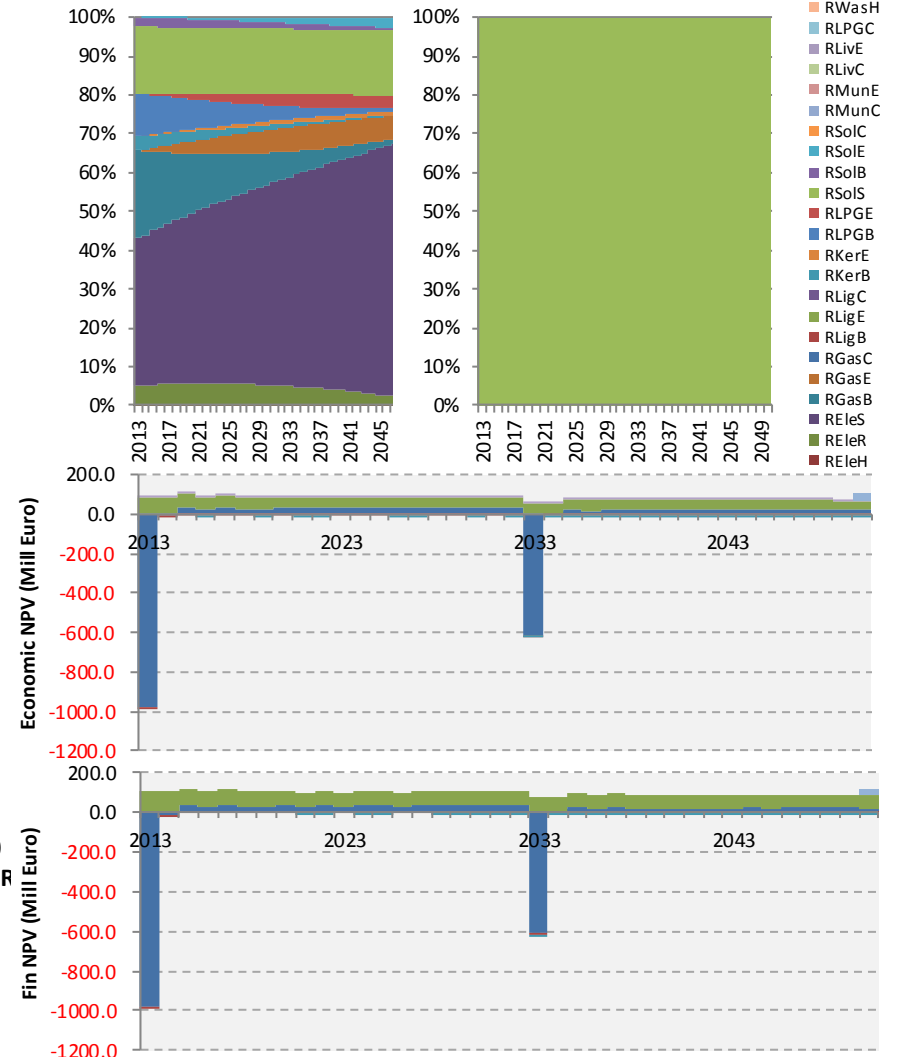 100%
90%
80%
70%
60%
50%
40%
30%
20%
10%
0%
2013
2017
2021
2025
2029
2033
2037
2041
2045
100%
90%
80%
70%
60%
50%
40%
30%
20%
10%
0%
2013
2017
2021
2025
2029
2033
2037
2041
2045
2049
RWasH
RLPGC
RLivE
RLivC
RMunE
RMunC
RSolC
RSolE
RSolB
RSolS
RLPGE
RLPGB
RKerE
RKerB
RLigC
RLigE
RLigB
RGasC
RGasE
RGasB
REleS
REleR
REleH
Economic NPV (Mill Euro)
200.0
0.0
-200.0
-400.0
-600.0
-800.0
-1000.0
-1200.0
2013 2023 2033 2043
Fin NPV (Mill Euro)
200.0
0.0
-200.0
-400.0
-600.0
-800.0
-1000.0
-1200.0
2013 2023 2033 2043